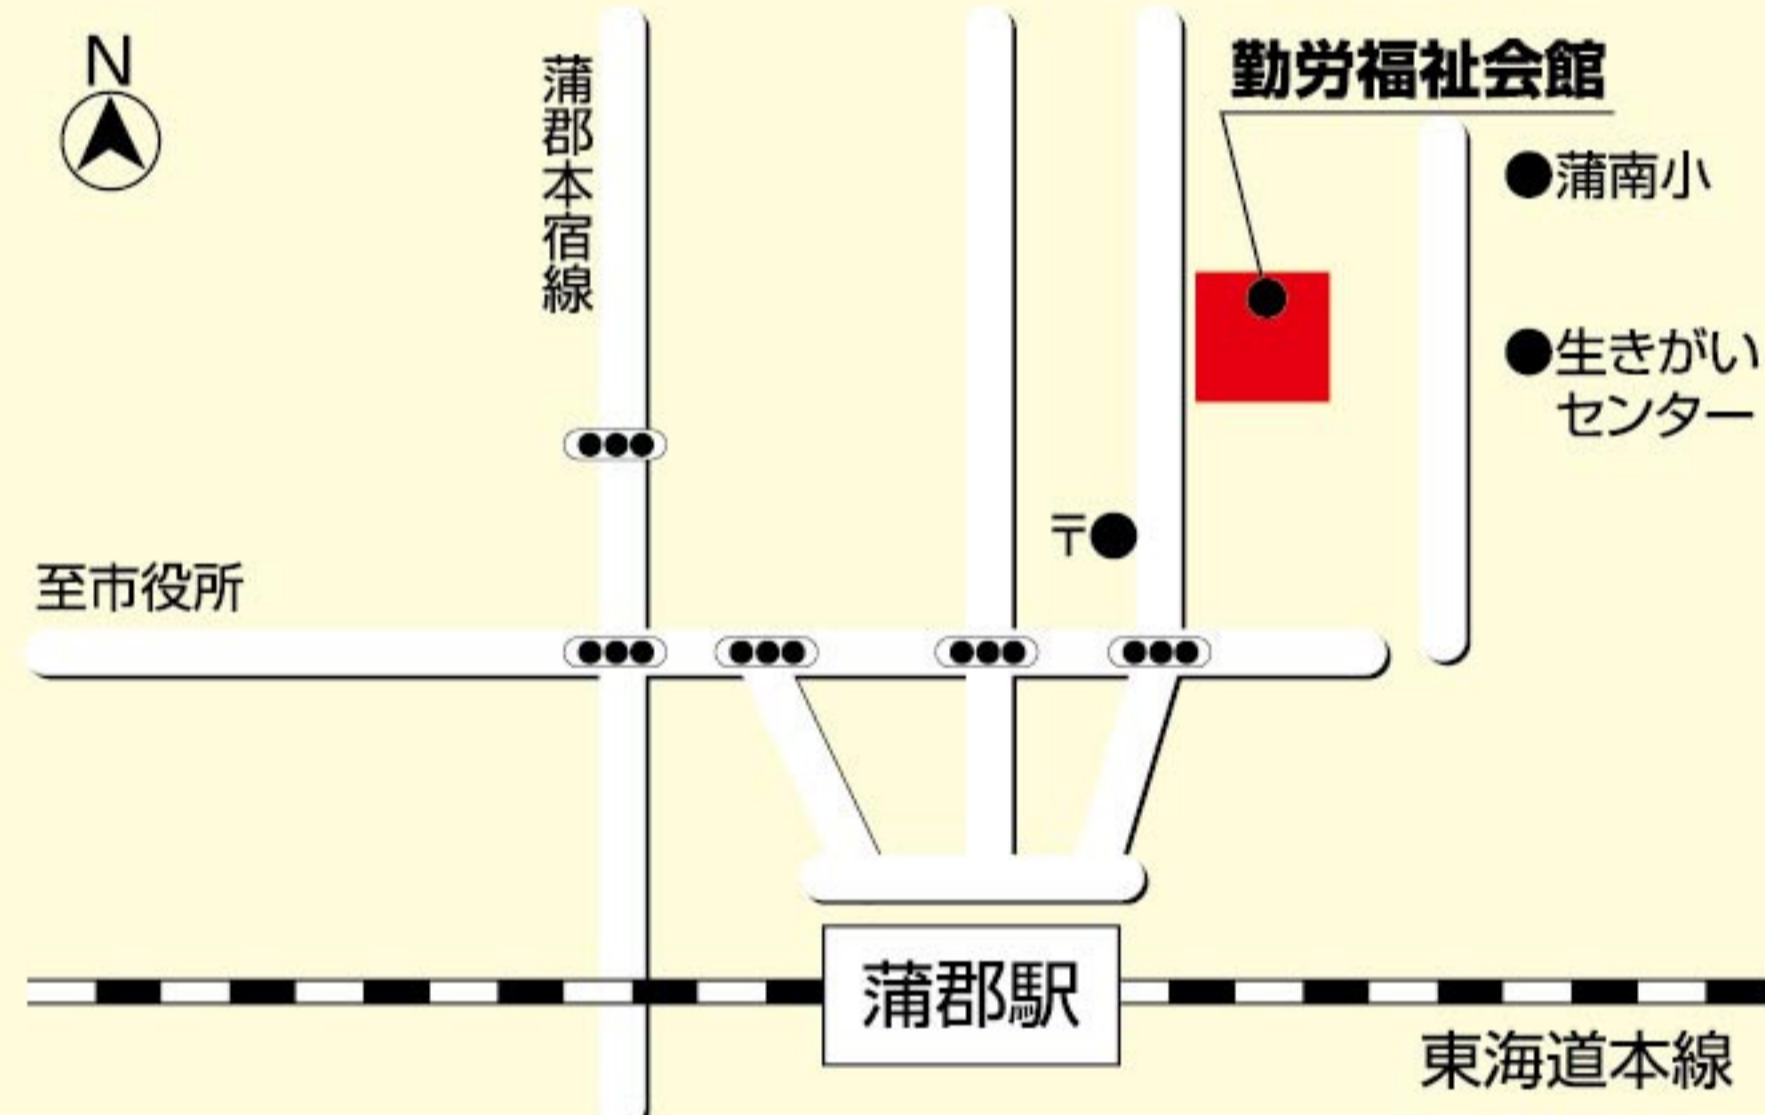 N
蒲郡本宿線
勤労福祉会館
蒲南小
生きがい
センター
〒
至市役所
蒲郡駅
東海道本線